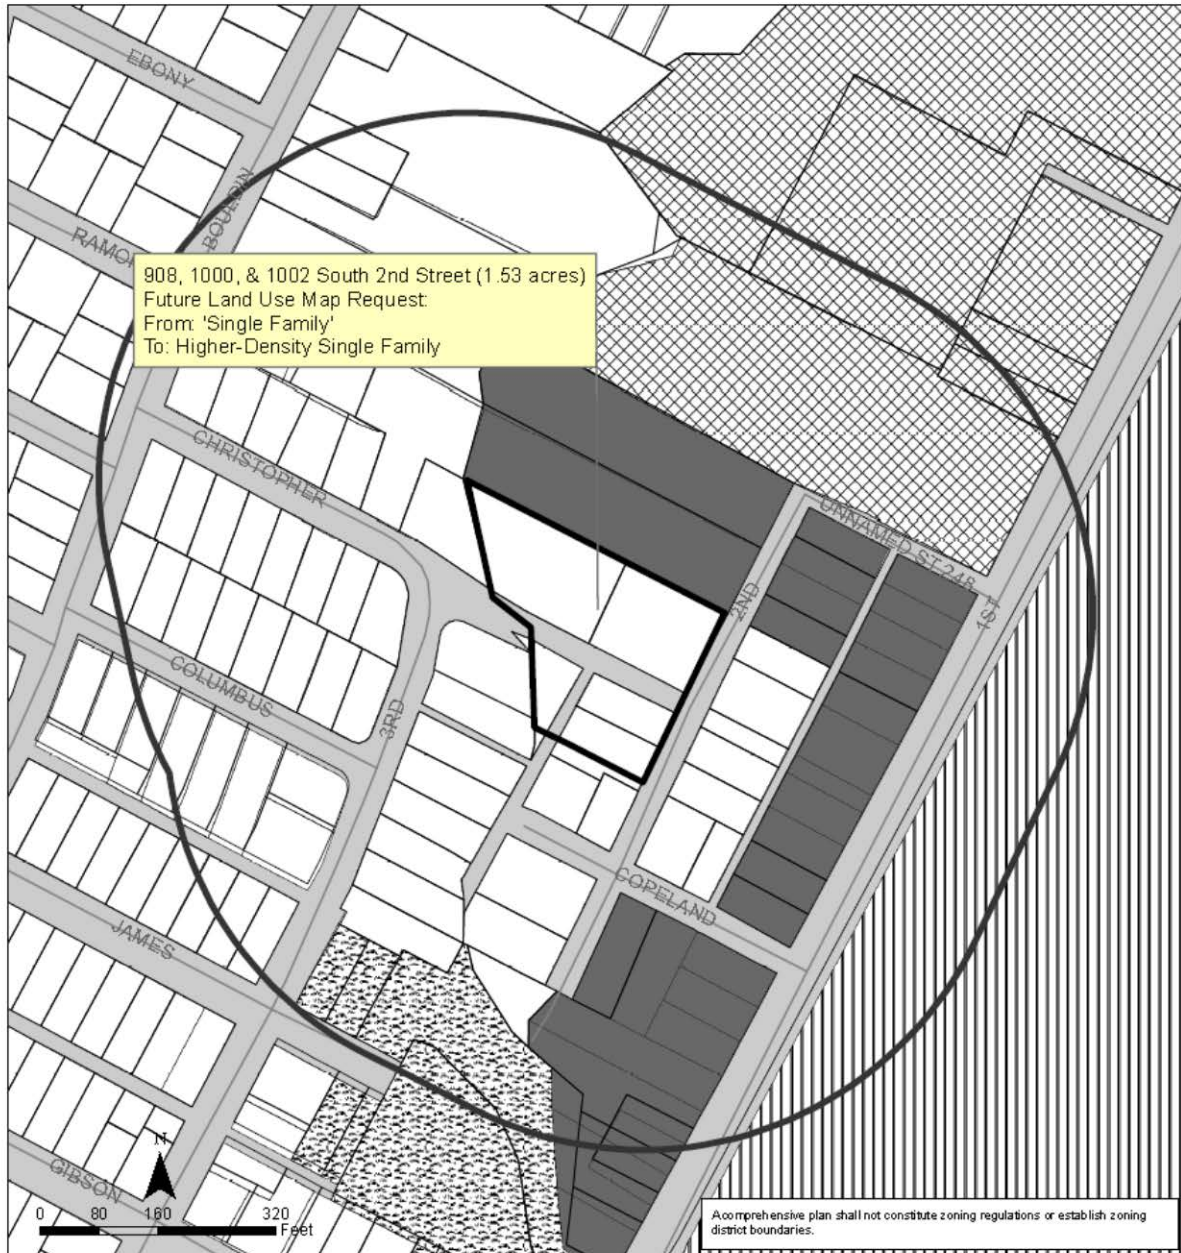 EBONY
BOULDIN
908, 1000, & 1002 South 2nd Street (1.53 acres)
Future Land Use Map Request:
From: 'Single Family'
To: Higher-Density Single Family
CHRISTOPHER
UNNAMED ST 248
2ND
1ST
COLUMBUS
3RD
COPELAND
JAMES
GIBSON
N
0 80 160 320
Feet
A comprehensive plan shall not constitute zoning regulations or establish zoning
district boundaries.